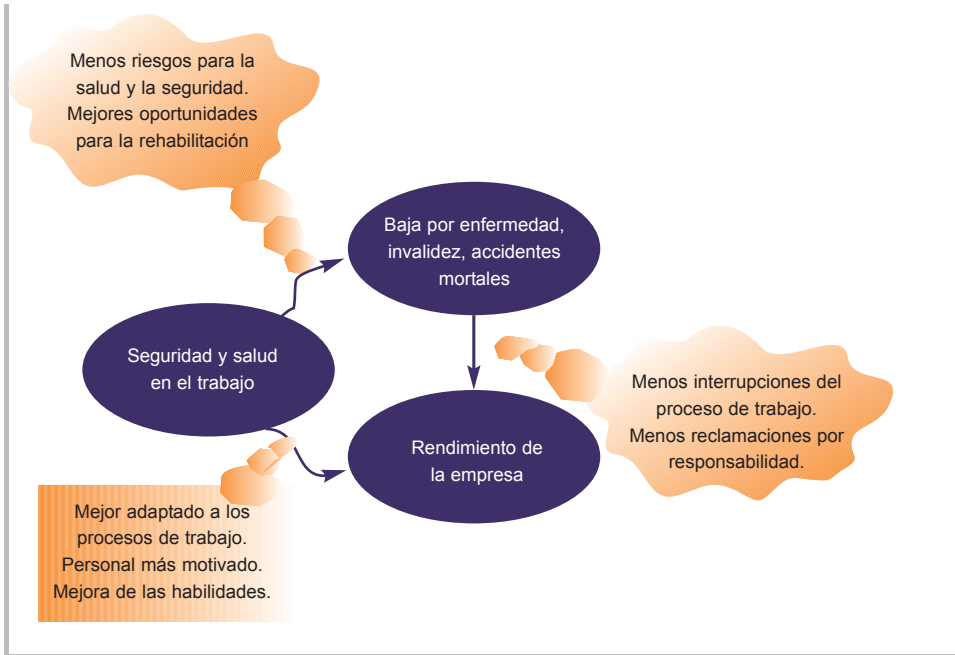 Menos riesgos para la
salud y la seguridad.
Mejores oportunidades
para la rehabilitación
Baja por enfermedad,
invalidez, accidentes
mortales
Seguridad y salud
en el trabajo
Menos interrupciones del
proceso de trabajo.
Menos reclamaciones por
responsabilidad.
Rendimiento de
la empresa
Mejor adaptado a los
procesos de trabajo.
Personal más motivado.
Mejora de las habilidades.